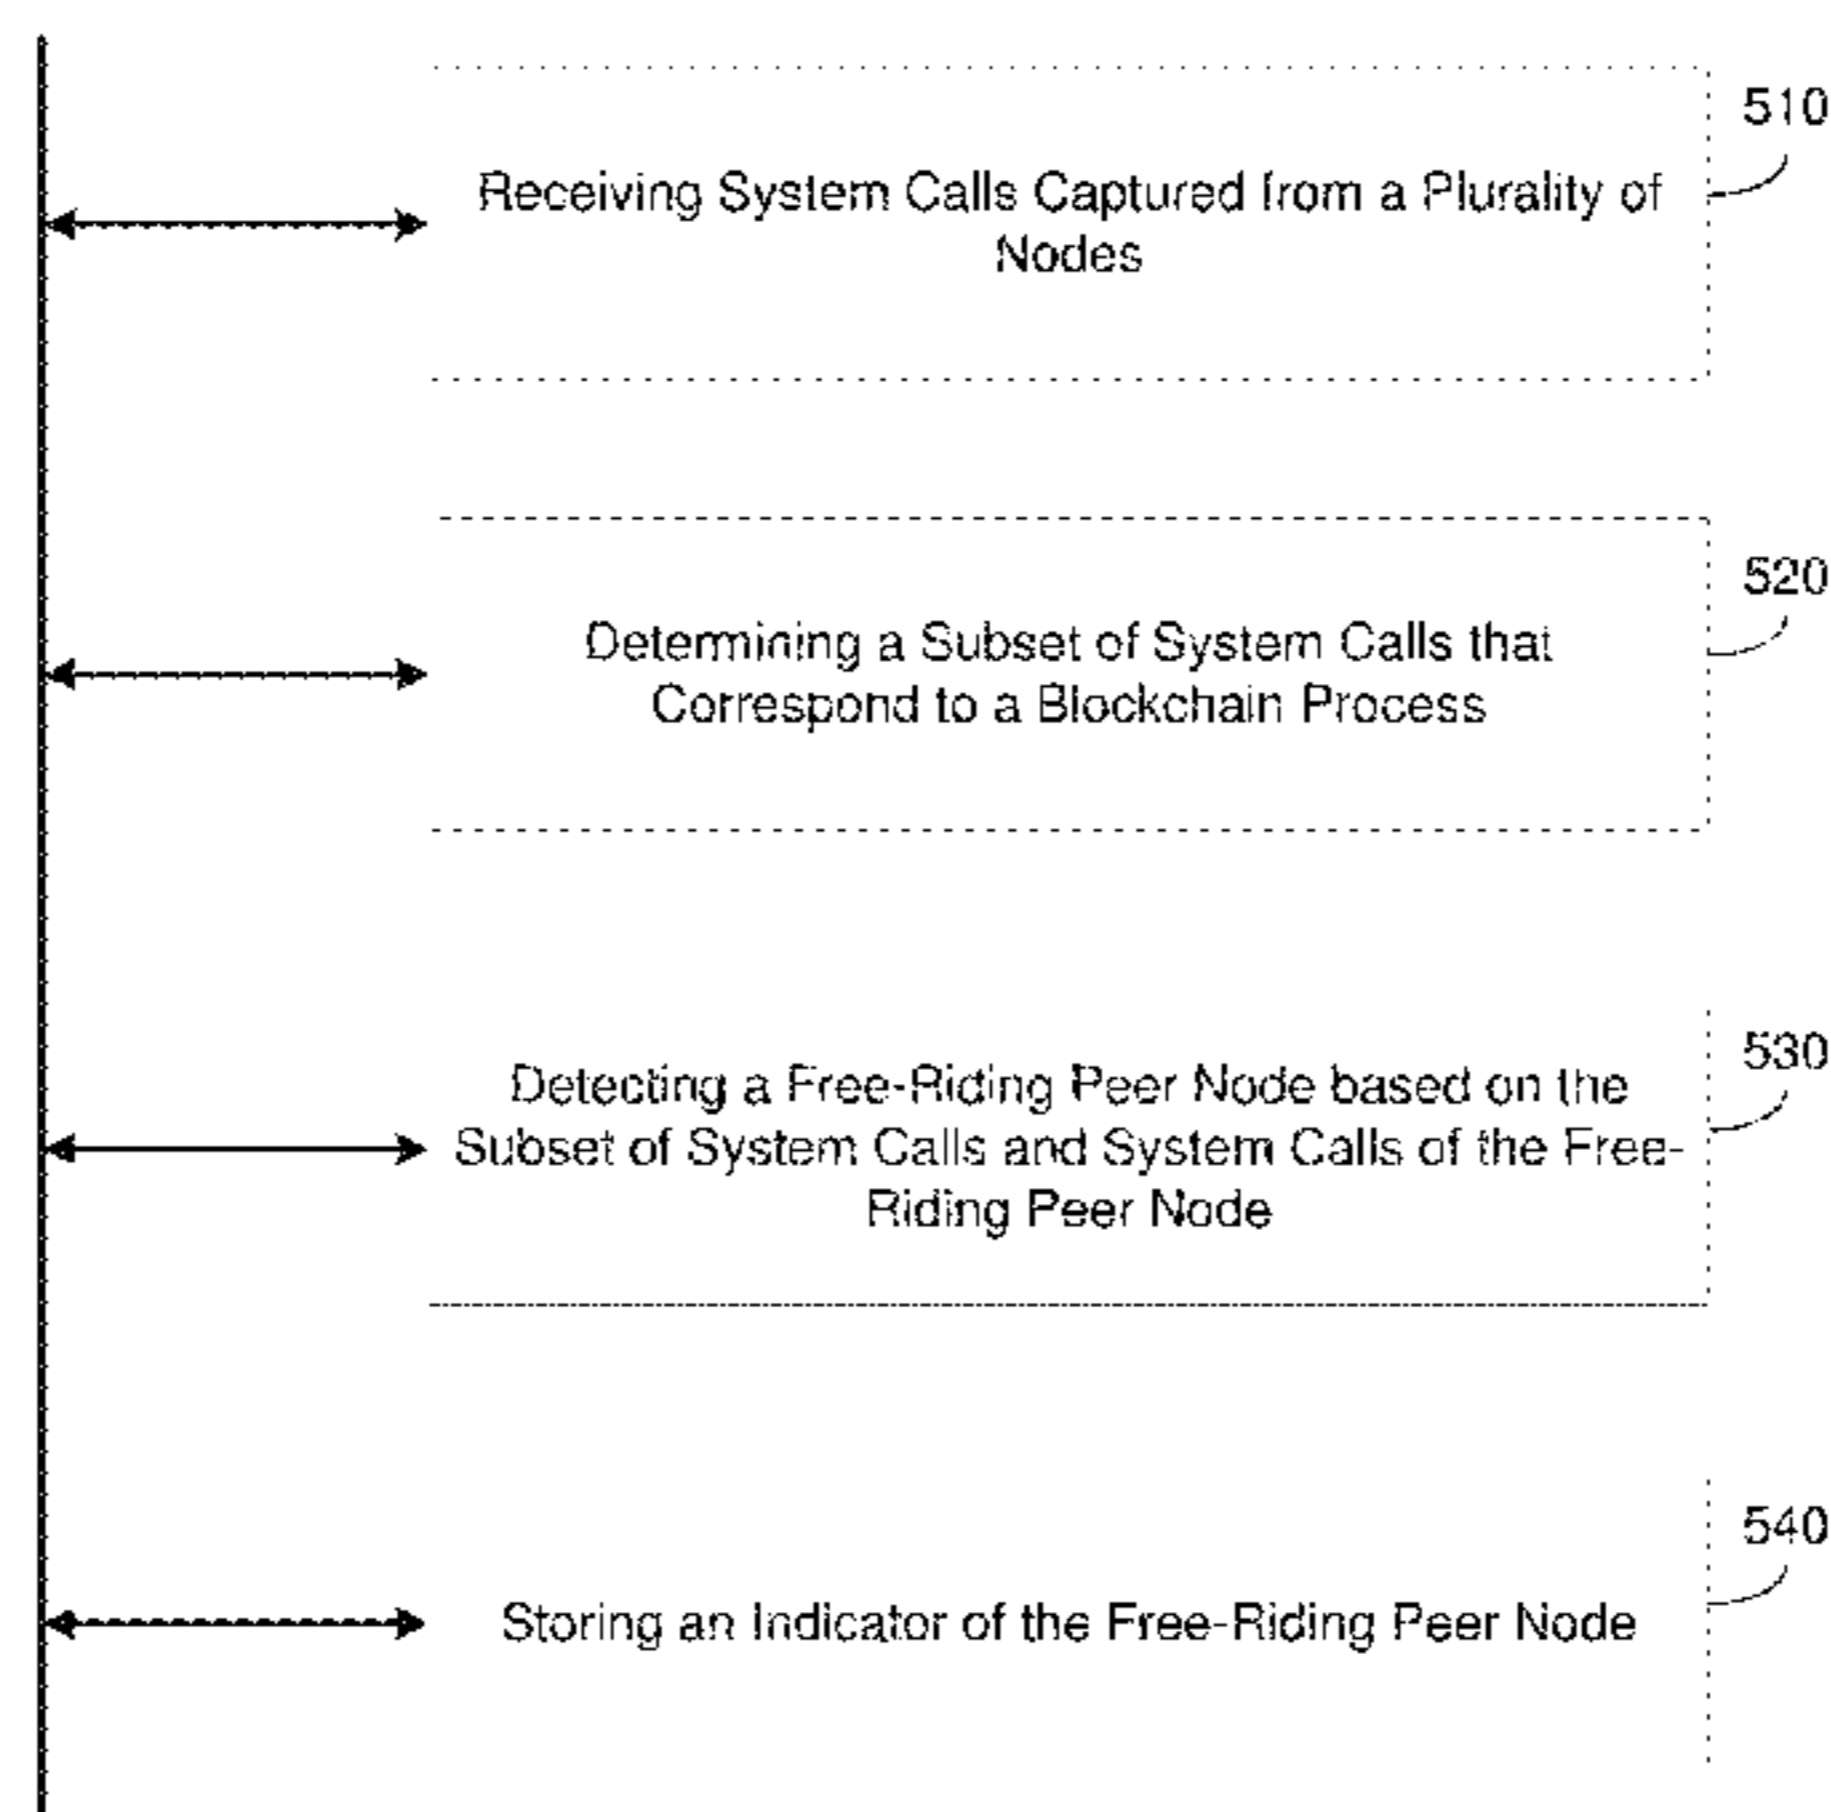 510
Receiving System Calls Captured from a Plurality of
Nodes
520
Determining a Subset of System Calls that
Correspond to a Blockchain Process
530
Detecting a Free-Riding Peer Node based on the
Subset of System Calls and System Calls of the Free-
Riding Peer Node
540
Storing an Indicator of the Free-Riding Peer Node